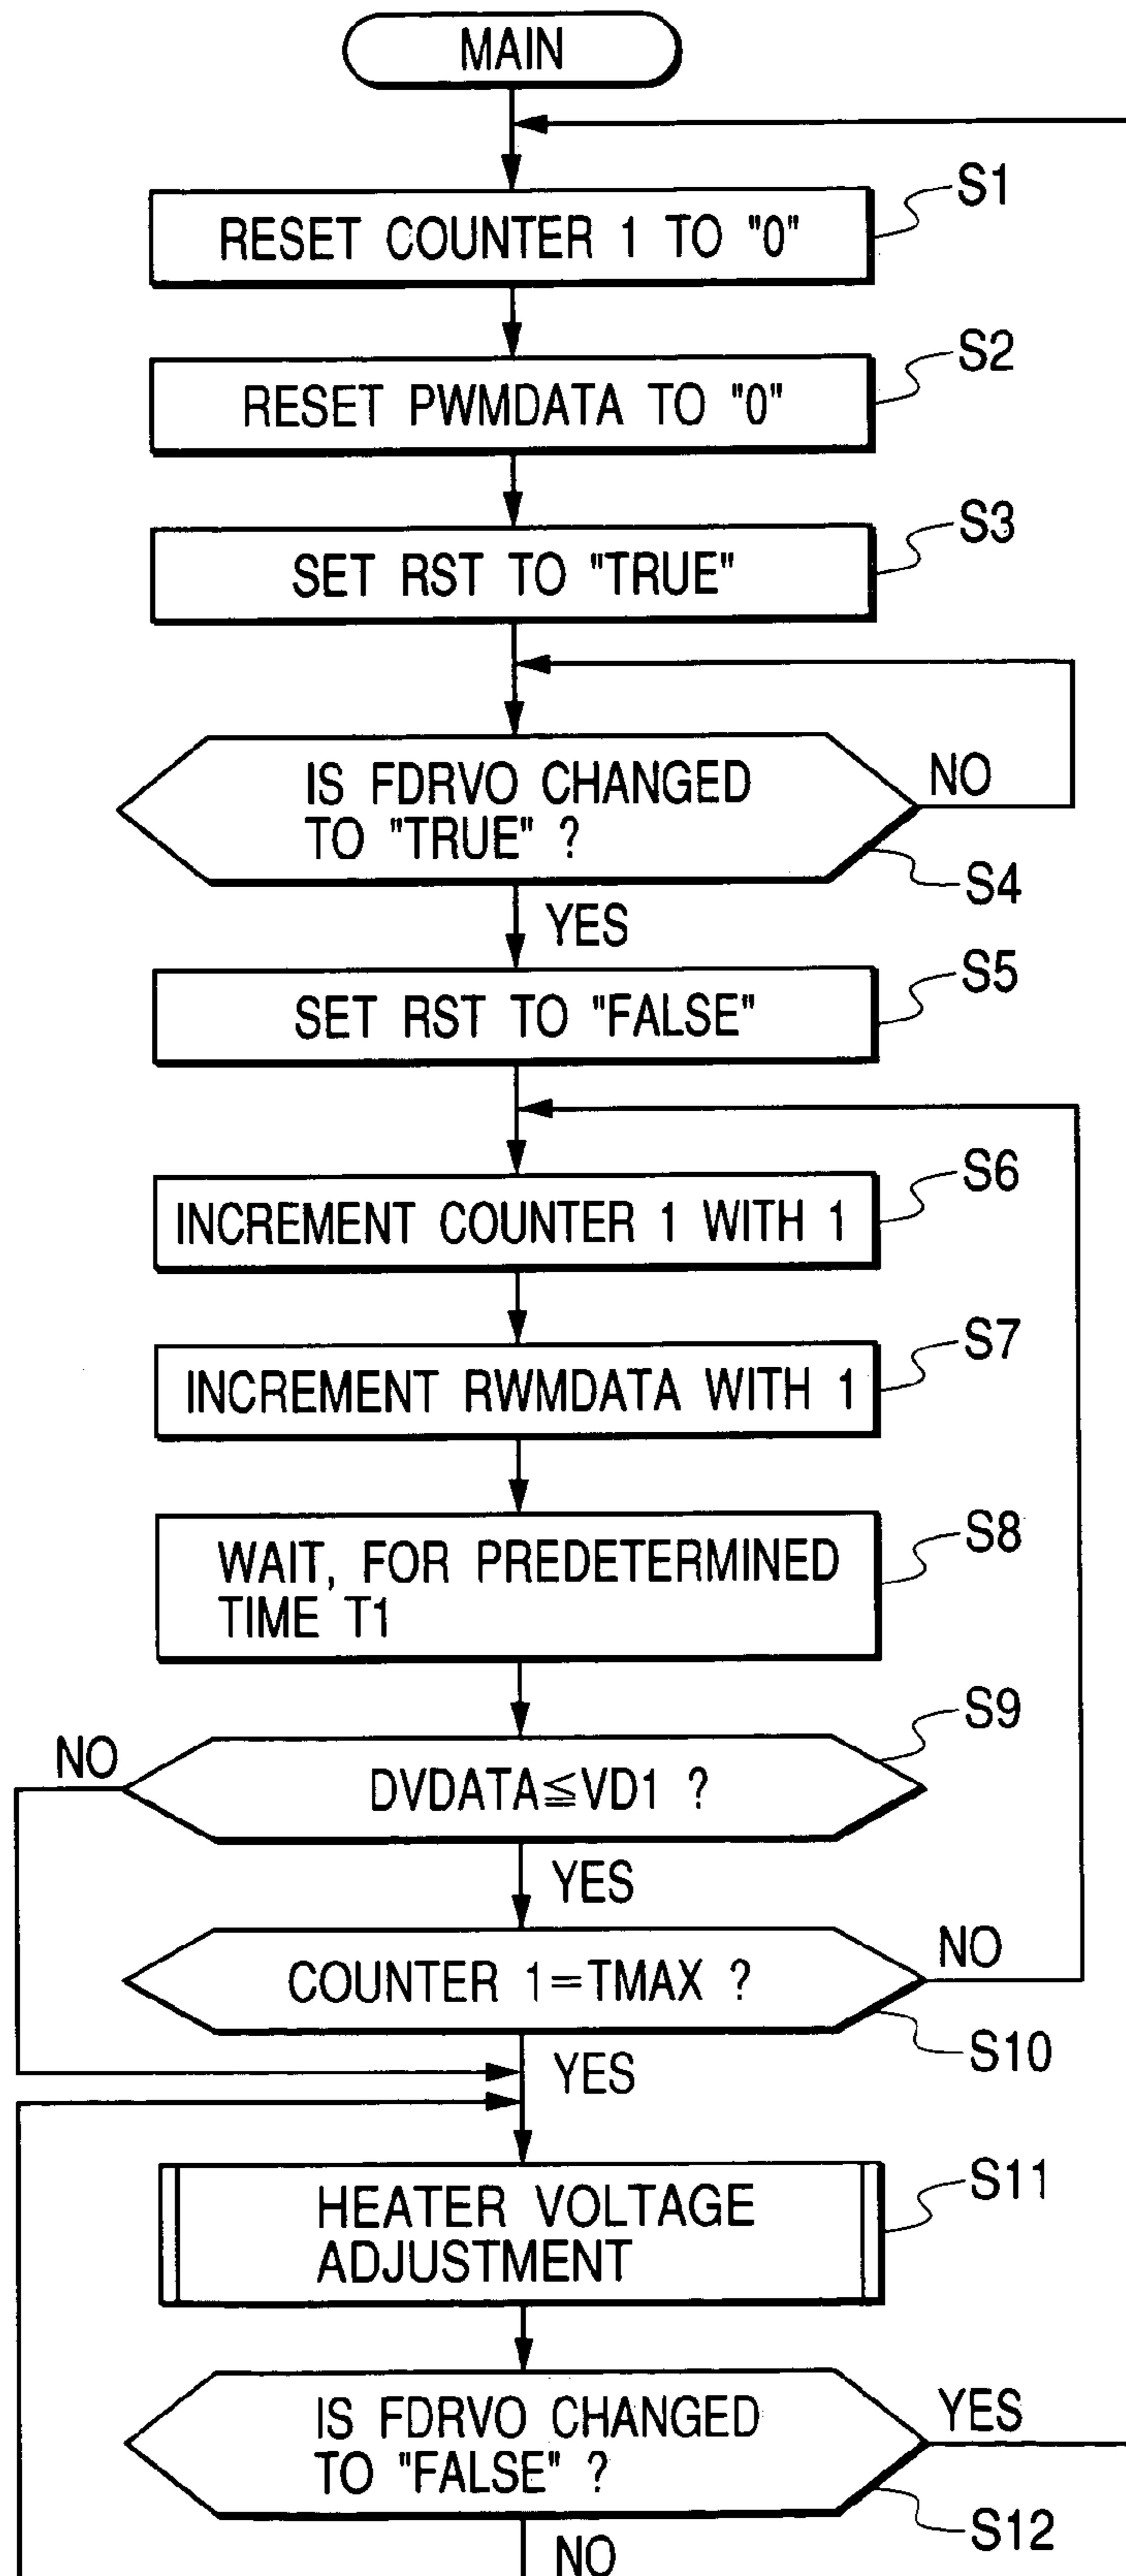 MAIN
RESET COUNTER 1 TO "0"
S1
RESET PWMDATA TO "0"
S2
SET RST TO "TRUE"
S3
IS FDRVO CHANGED
TO "TRUE" ?
NO
S4
YES
SET RST TO "FALSE"
S5
INCREMENT COUNTER 1 WITH 1
S6
INCREMENT RWMDATA WITH 1
S7
WAIT, FOR PREDETERMINED
TIME T1
S8
NO
DVDATA≦VD1 ?
S9
YES
COUNTER 1=TMAX ?
NO
S10
YES
HEATER VOLTAGE
ADJUSTMENT
S11
IS FDRVO CHANGED
TO "FALSE" ?
YES
S12
NO